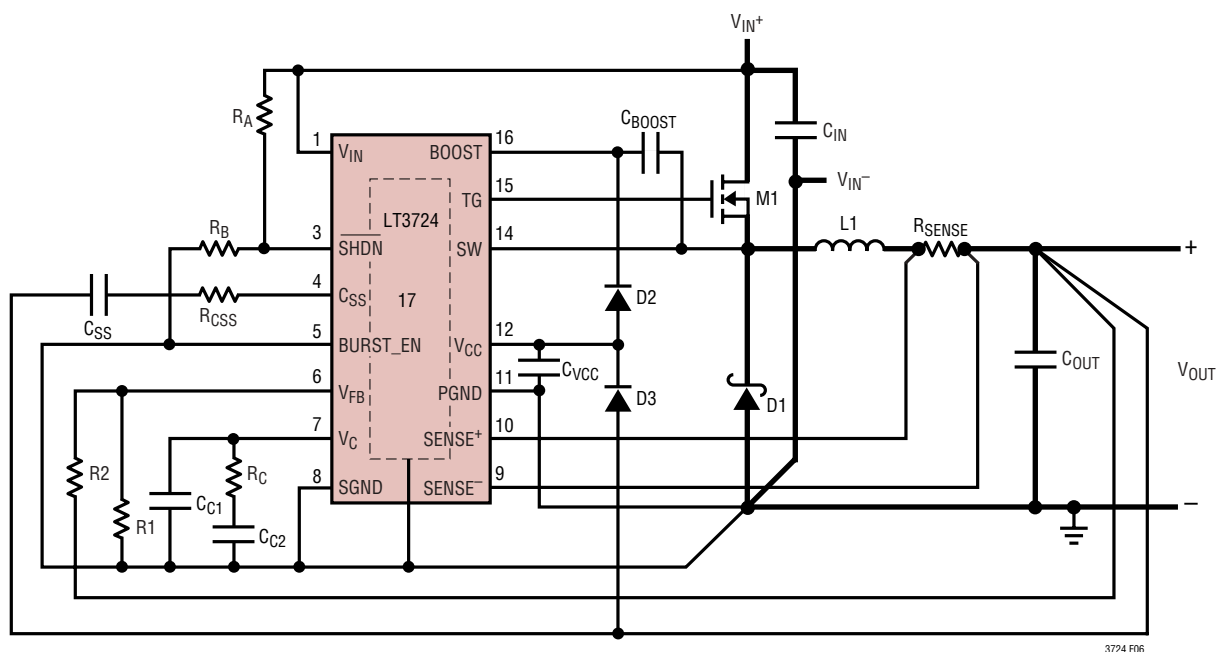 VIN+
RA
CBOOST
CIN
1
16
VIN
BOOST
15
VIN−
TG
M1
LT3724
RB
3
14
L1
RSENSE
SHDN
SW
+
4
CSS
RCSS
CSS
17
D2
5
12
BURST_EN
VCC
CVCC
COUT
VOUT
6
11
VFB
PGND
D3
D1
7
10
VC
SENSE+
R2
RC
8
9
SGND
SENSE−
CC1
R1
CC2
−
3724 F06